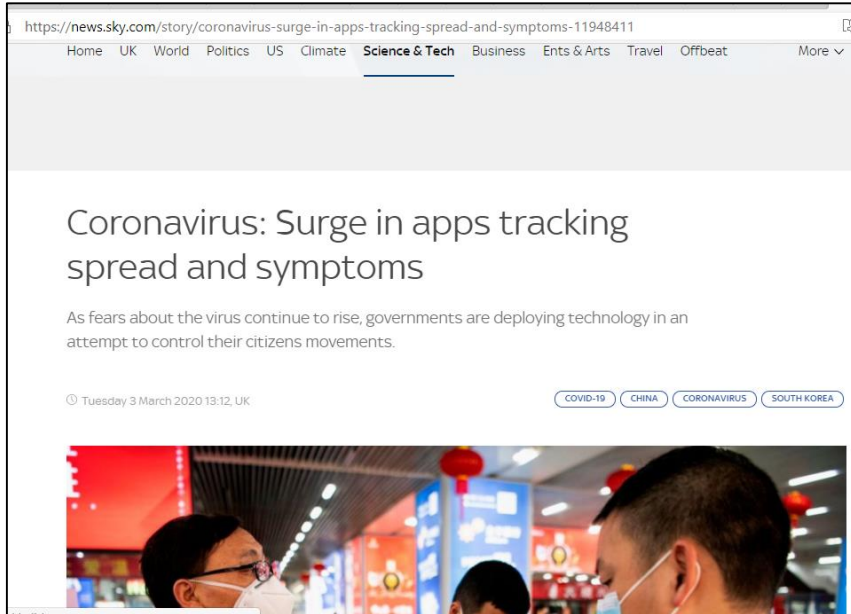 https://news.sky.com/story/coronavirus-surge-in-apps-tracking-spread-and-symptoms-11948411
Home UK World Politics US Climate Science & Tech Business Ents & Arts Travel Offbeat More
Coronavirus: Surge in apps tracking
spread and symptoms
As fears about the virus continue to rise, governments are deploying technology in an
attempt to control their citizens movements.
Tuesday 3 March 2020 13:12, UK
COVID-19 CHINA CORONAVIRUS SOUTH KOREA